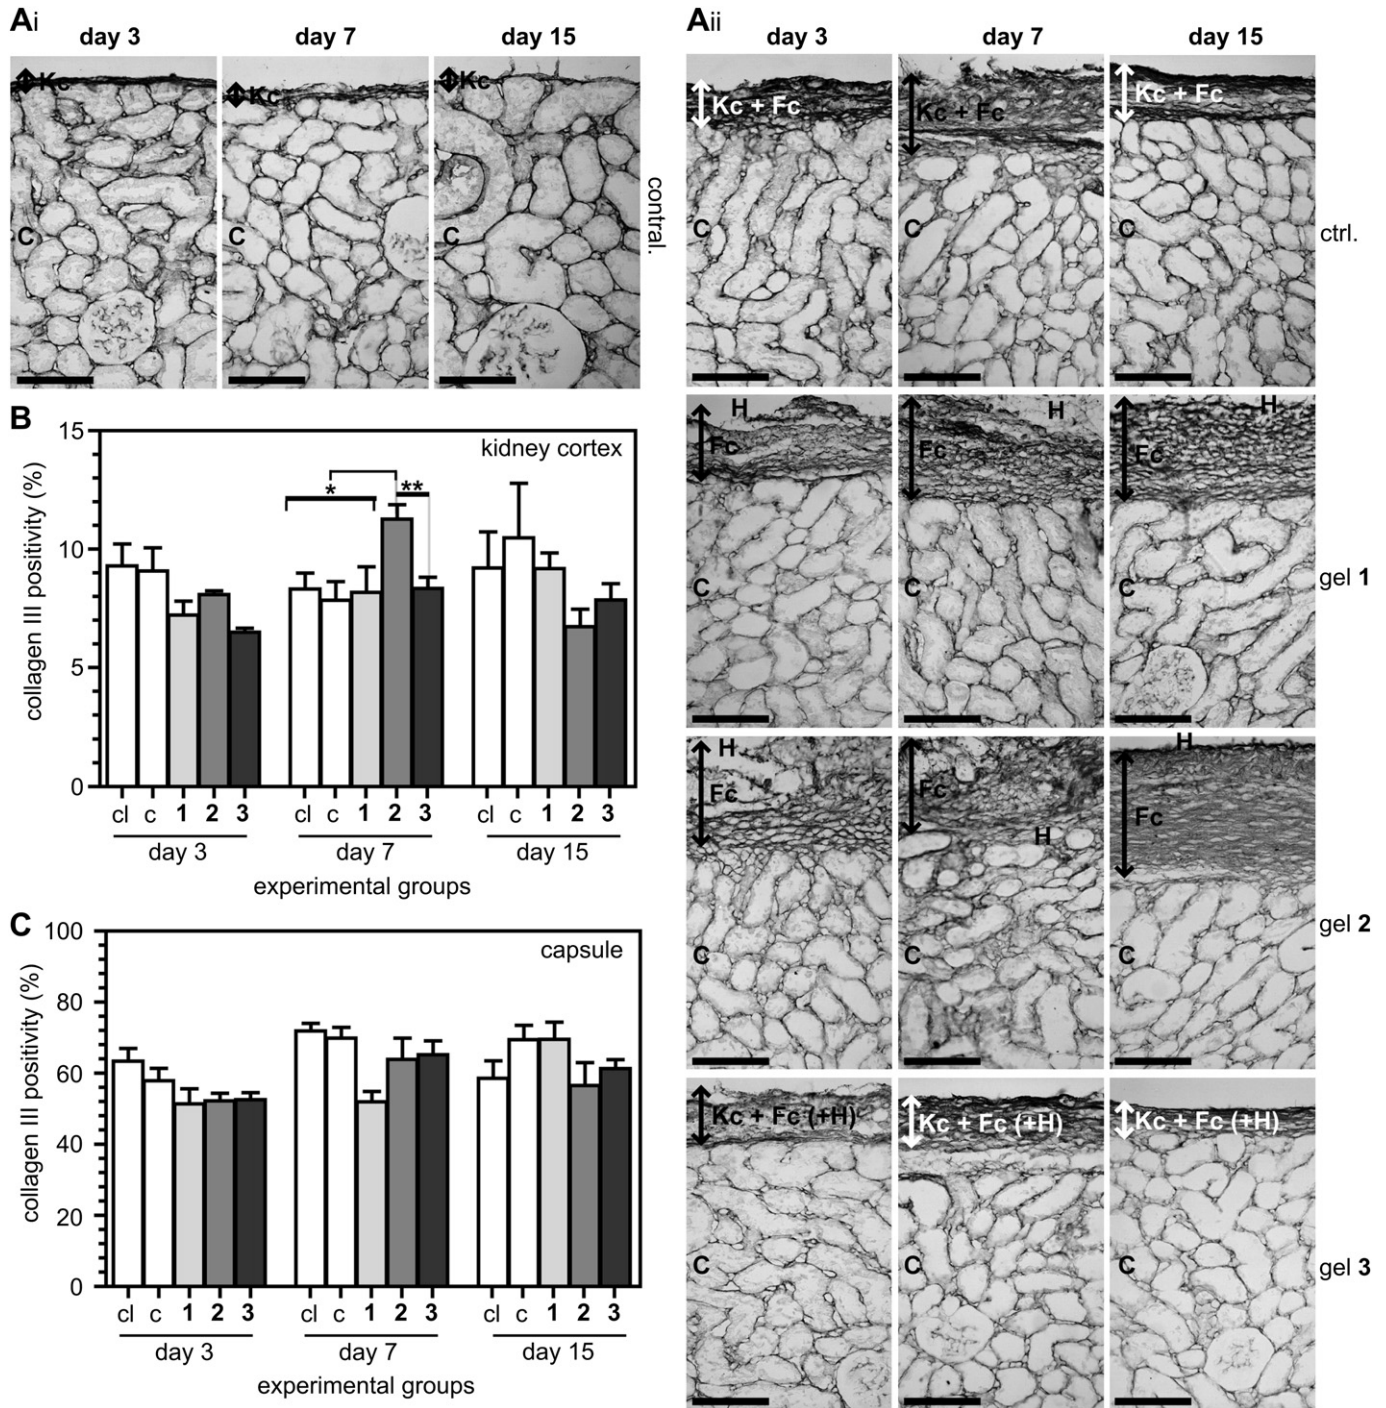 Ai
day 3 day 7 day 15
Kc Kc Kc
C C C
contral.
Aii
day 3 day 7 day 15
Kc + Fc Kc + Fc Kc + Fc
C C C
ctrl.
H H H
Fc Fc Fc
C C C
gel 1
H H
Fc Fc Fc
H
C C C
gel 2
Kc + Fc (+H) Kc + Fc (+H) Kc + Fc (+H)
C C C
gel 3
B
kidney cortex
collagen III positivity (%)
15
10
5
0
* **
cl c 1 2 3 cl c 1 2 3 cl c 1 2 3
day 3 day 7 day 15
experimental groups
C
capsule
collagen III positivity (%)
100
80
60
40
20
0
cl c 1 2 3 cl c 1 2 3 cl c 1 2 3
day 3 day 7 day 15
experimental groups